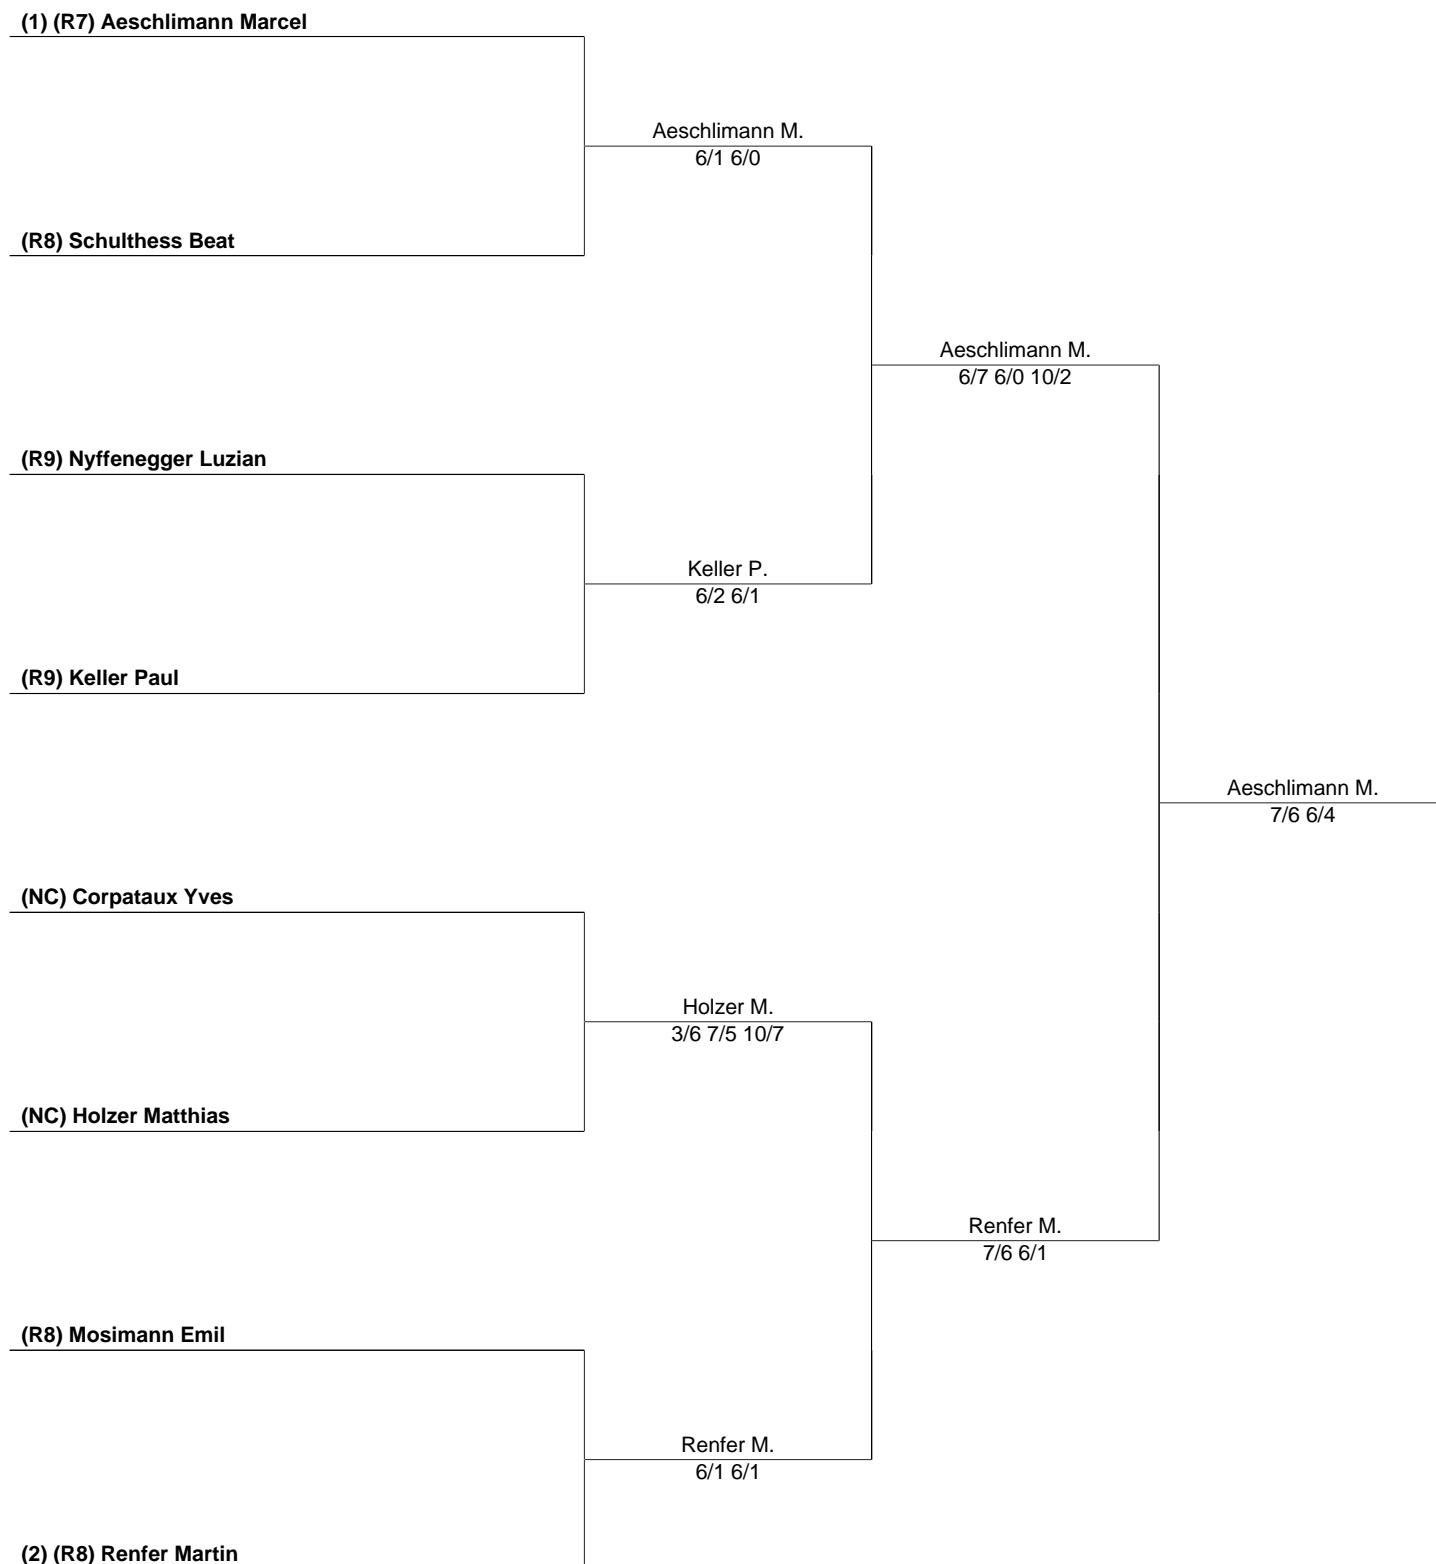 (1) (R7) Aeschlimann Marcel
Aeschlimann M.
6/1 6/0
(R8) Schulthess Beat
Aeschlimann M.
6/7 6/0 10/2
(R9) Nyffenegger Luzian
Keller P.
6/2 6/1
(R9) Keller Paul
Aeschlimann M.
7/6 6/4
(NC) Corpataux Yves
Holzer M.
3/6 7/5 10/7
(NC) Holzer Matthias
Renfer M.
7/6 6/1
(R8) Mosimann Emil
Renfer M.
6/1 6/1
(2) (R8) Renfer Martin